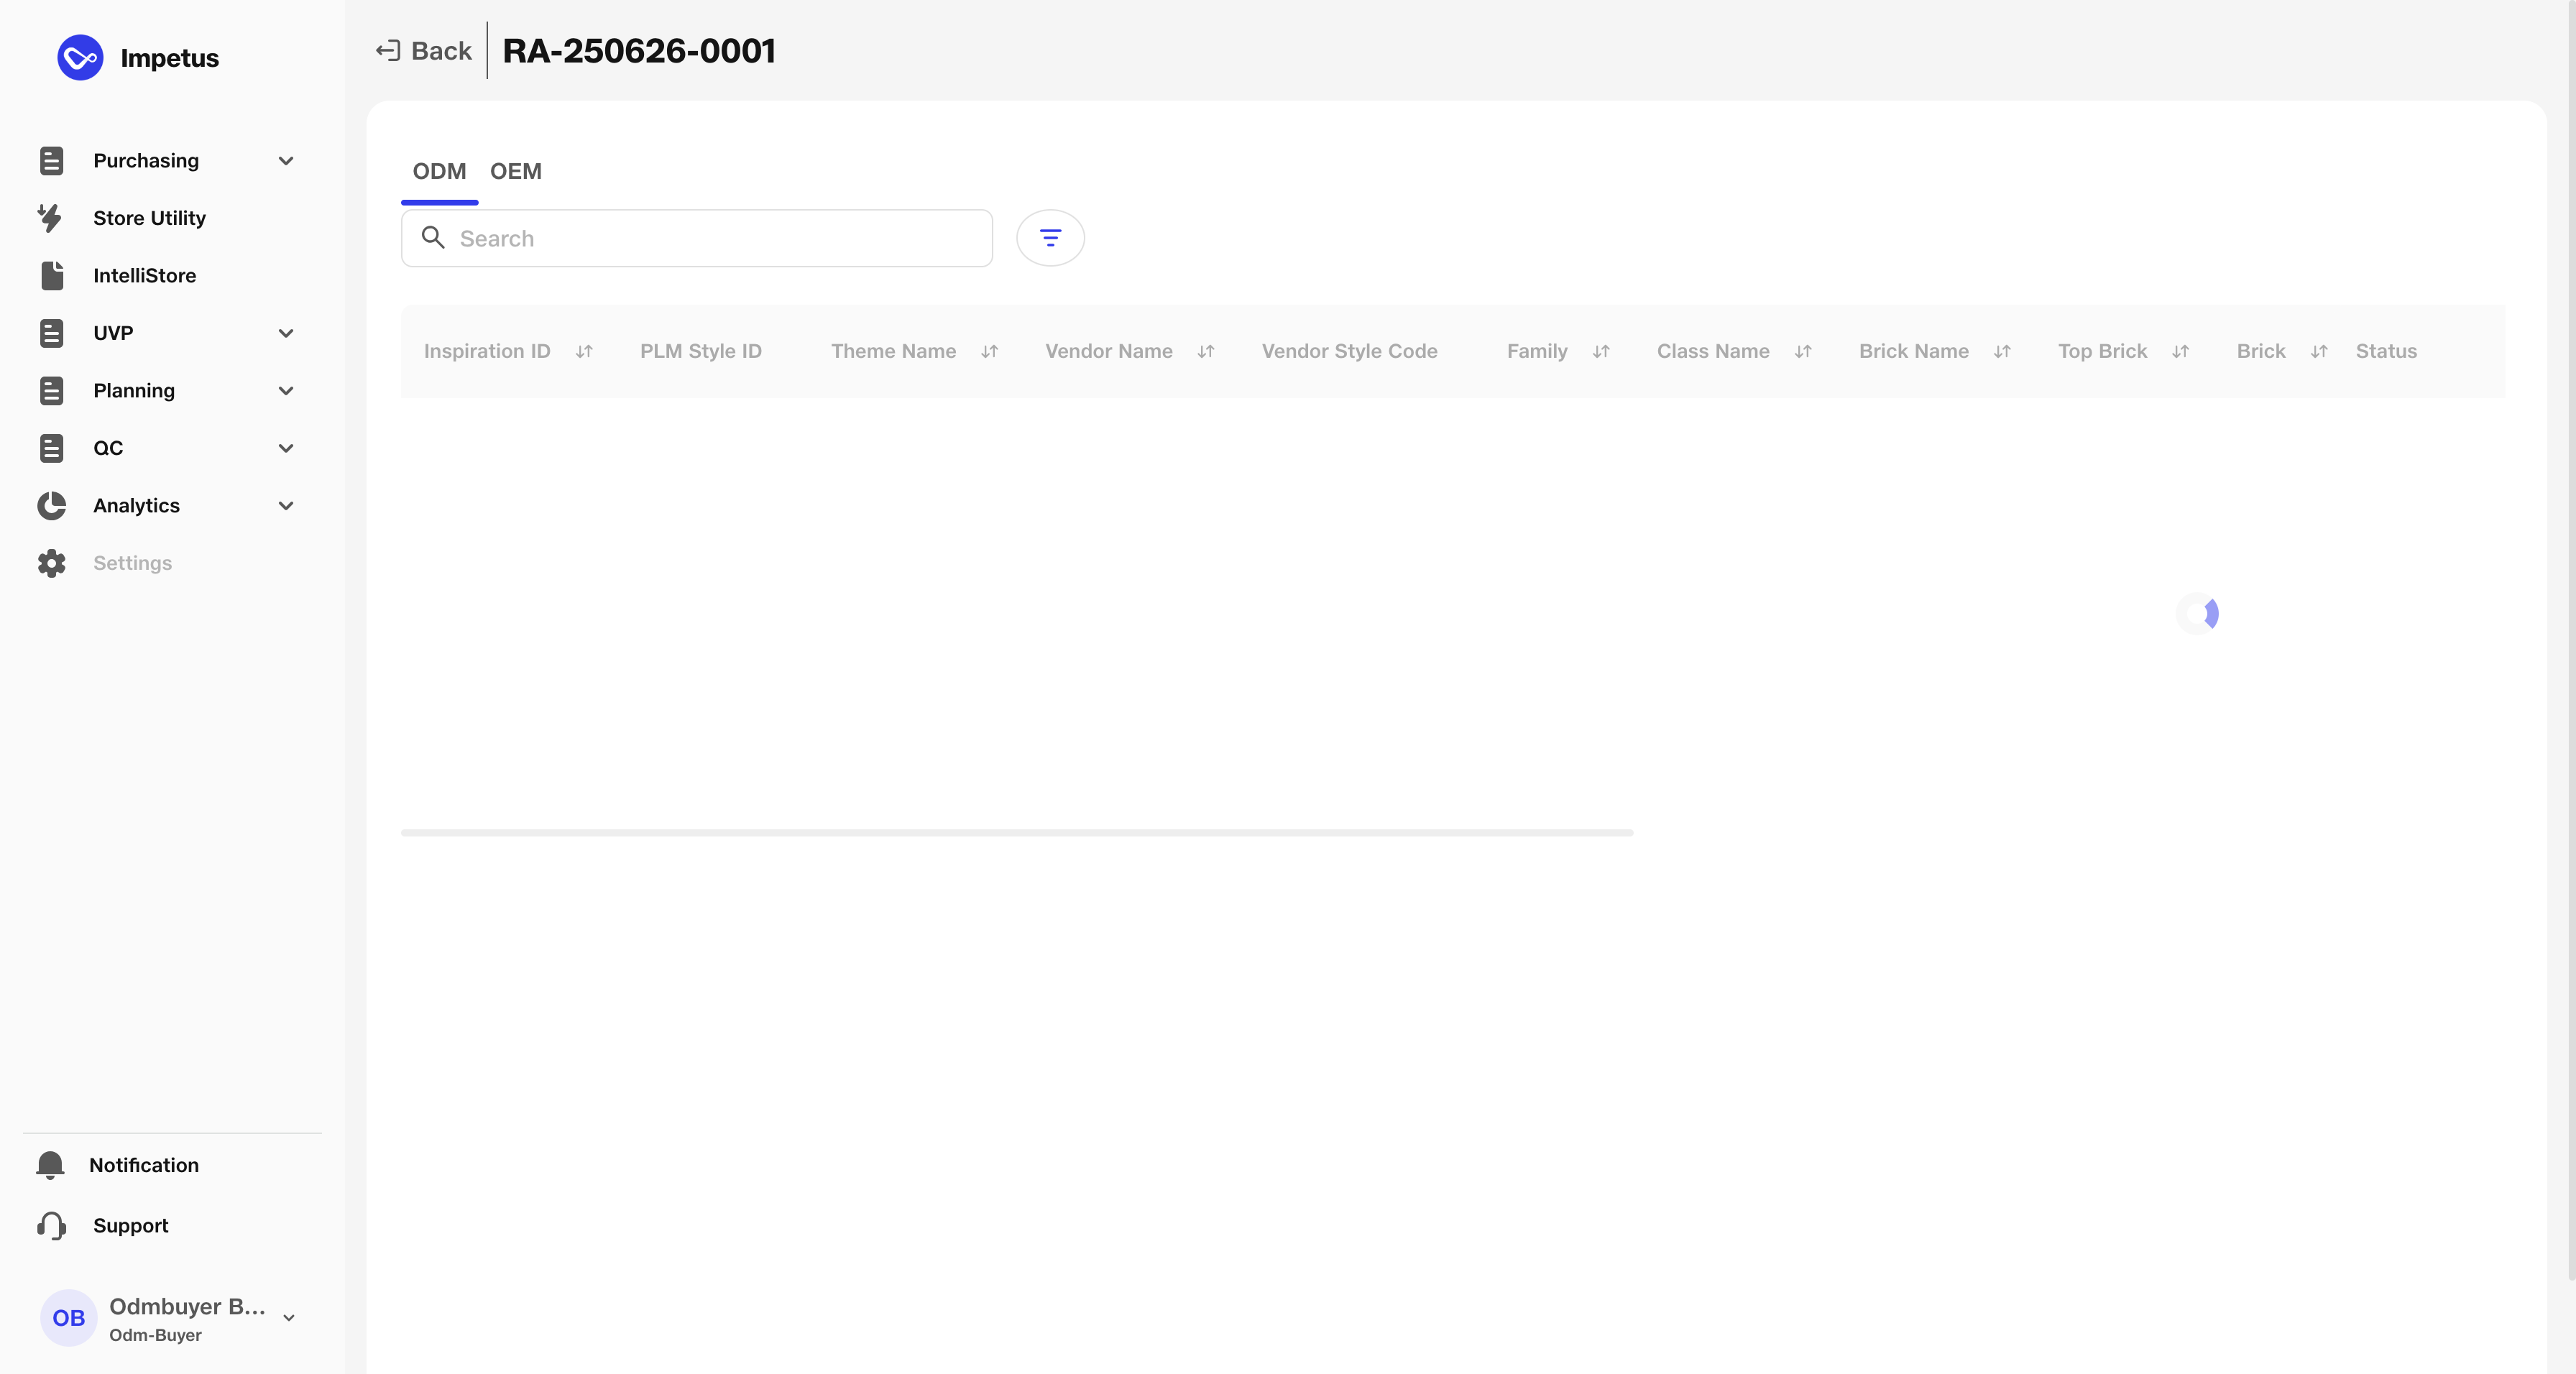 Impetus
Purchasing
Store Utility
IntelliStore
UVP
Planning
QC
Analytics
Settings
Notification
Support
OB
Odmbuyer B...
Odm-Buyer
Back
RA-250626-0001
ODM OEM
Search
Inspiration ID PLM Style ID Theme Name Vendor Name Vendor Style Code Family Class Name Brick Name Top Brick Brick Status